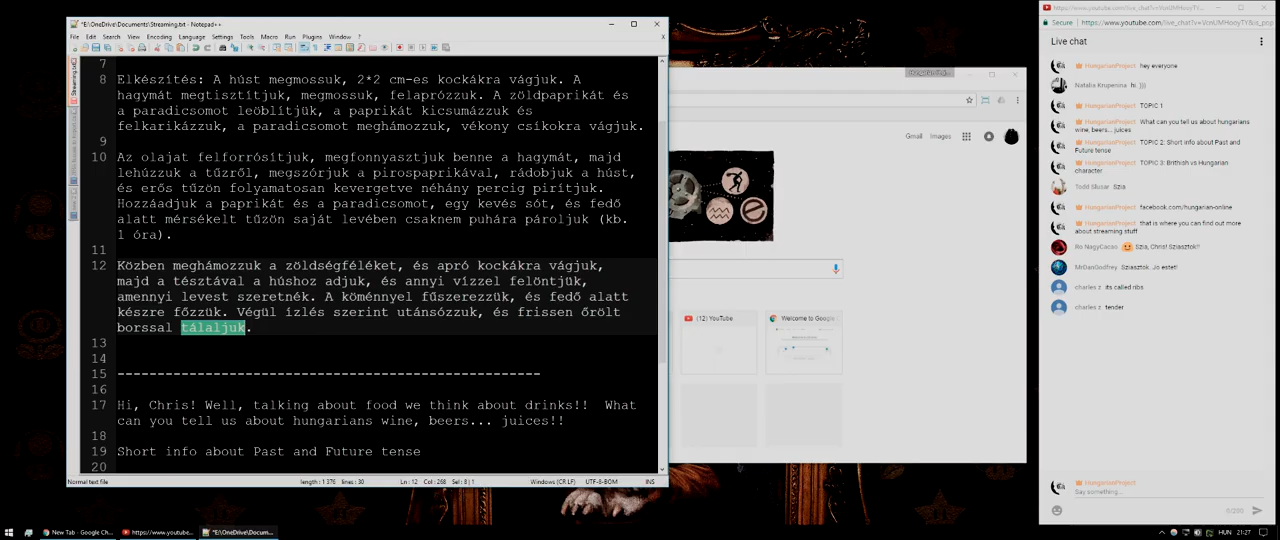 *E:\OneDrive\Documents\Streaming.txt - Notepad++
File Edit Search View Encoding Language Settings Tools Macro Run Plugins Window ?
Streaming.txt
7
8 Elkészítés: A húst megmossuk, 2*2 cm-es kockákra vágjuk. A
hagymát megtisztítjuk, megmossuk, felaprózzuk. A zöldpaprikát és
a paradicsomot leöblítjük, a paprikát kicsumázzuk és
felkarikázzuk, a paradicsomot meghámozzuk, vékony csíkokra vágjuk.
9
10 Az olajat felforrósítjuk, megfonnyasztjuk benne a hagymát, majd
lehúzzuk a tűzről, megszórjuk a pirospaprikával, rádobjuk a húst,
és erős tűzön folyamatosan kevergetve néhány percig pirítjuk.
Hozzáadjuk a paprikát és a paradicsomot, egy kevés sót, és fedő
alatt mérsékelt tűzön saját levében csaknem puhára pároljuk (kb.
1 óra).
11
12 Közben meghámozzuk a zöldségféléket, és apró kockákra vágjuk,
majd a tésztával a húshoz adjuk, és annyi vízzel felöntjük,
amennyi levest szeretnék. A köménnyel fűszerezzük, és fedő alatt
készre főzzük. Végül ízlés szerint utánsózzuk, és frissen őrölt
borssal tálaljuk.
13
14
15 -----------------------------------------------------
16
17 Hi, Chris! Well, talking about food we think about drinks!! What
can you tell us about hungarians wine, beers... juices!!
18
19 Short info about Past and Future tense
20
Normal text file length : 1 376 lines : 30 Ln : 12 Col : 268 Sel : 8 | 1 Windows (CR LF) UTF-8-BOM INS
Gmail Images
(12) YouTube
Welcome to Google
https://www.youtube.com/live_chat?v=VcnUMHooyTY&ua_pop
Secure https://www.youtube.com/live_chat?v=VcnUMHooyTY&is_pop
Live chat
HungarianProject hey everyone
Natalia Krupenina hi. )))
HungarianProject TOPIC 1
HungarianProject What can you tell us about hungarians
wine, beers... juices
HungarianProject TOPIC 2: Short info about Past and
Future tense
HungarianProject TOPIC 3: Brithish vs Hungarian
character
Todd Slusar Szia
HungarianProject facebook.com/hungarian-online
HungarianProject that is where you can find out more
about streaming stuff
Ro NagyCacao Szia, Chris! Sziasztok!!
MrDanGodfrey Sziasztok, Jo estet!
charles z its called ribs
charles z tender
HungarianProject
Say something...
0/200
New Tab - Google Ch...
https://www.youtube...
*E:\OneDrive\Docum...
HUN 21:27